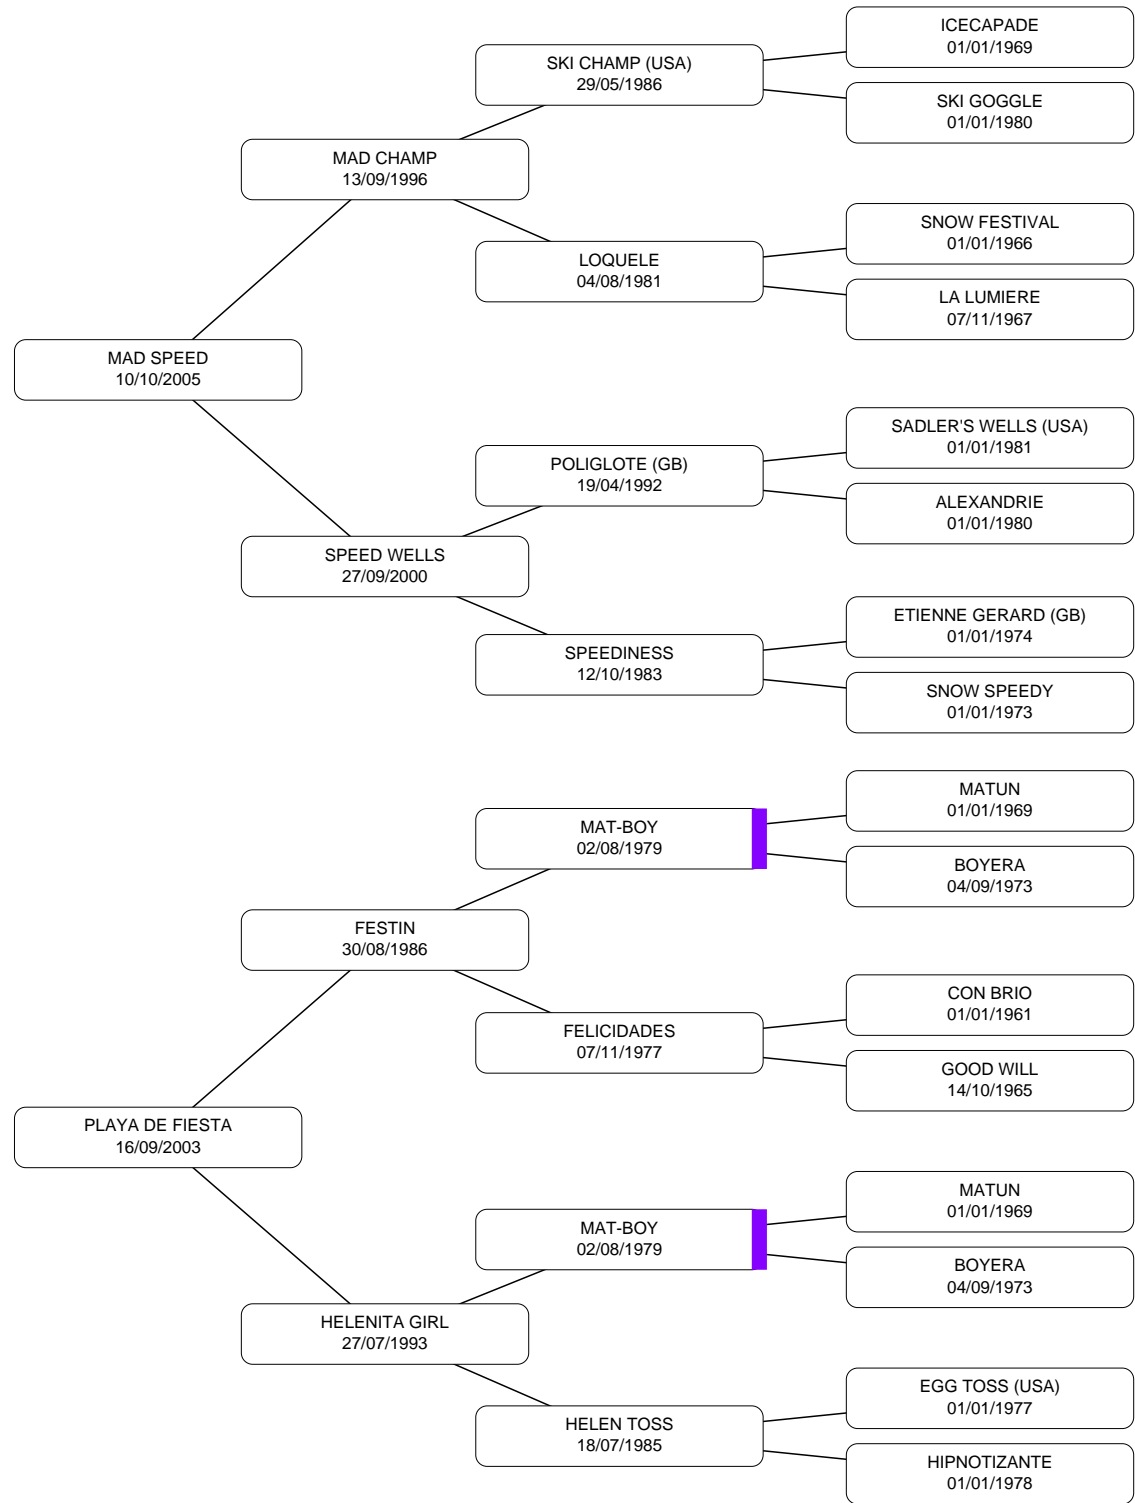 ICECAPADE
01/01/1969
SKI CHAMP (USA)
29/05/1986
SKI GOGGLE
01/01/1980
MAD CHAMP
13/09/1996
SNOW FESTIVAL
01/01/1966
LOQUELE
04/08/1981
LA LUMIERE
07/11/1967
MAD SPEED
10/10/2005
SADLER'S WELLS (USA)
01/01/1981
POLIGLOTE (GB)
19/04/1992
ALEXANDRIE
01/01/1980
SPEED WELLS
27/09/2000
ETIENNE GERARD (GB)
01/01/1974
SPEEDINESS
12/10/1983
SNOW SPEEDY
01/01/1973
MATUN
01/01/1969
MAT-BOY
02/08/1979
BOYERA
04/09/1973
FESTIN
30/08/1986
CON BRIO
01/01/1961
FELICIDADES
07/11/1977
GOOD WILL
14/10/1965
PLAYA DE FIESTA
16/09/2003
MATUN
01/01/1969
MAT-BOY
02/08/1979
BOYERA
04/09/1973
HELENITA GIRL
27/07/1993
EGG TOSS (USA)
01/01/1977
HELEN TOSS
18/07/1985
HIPNOTIZANTE
01/01/1978